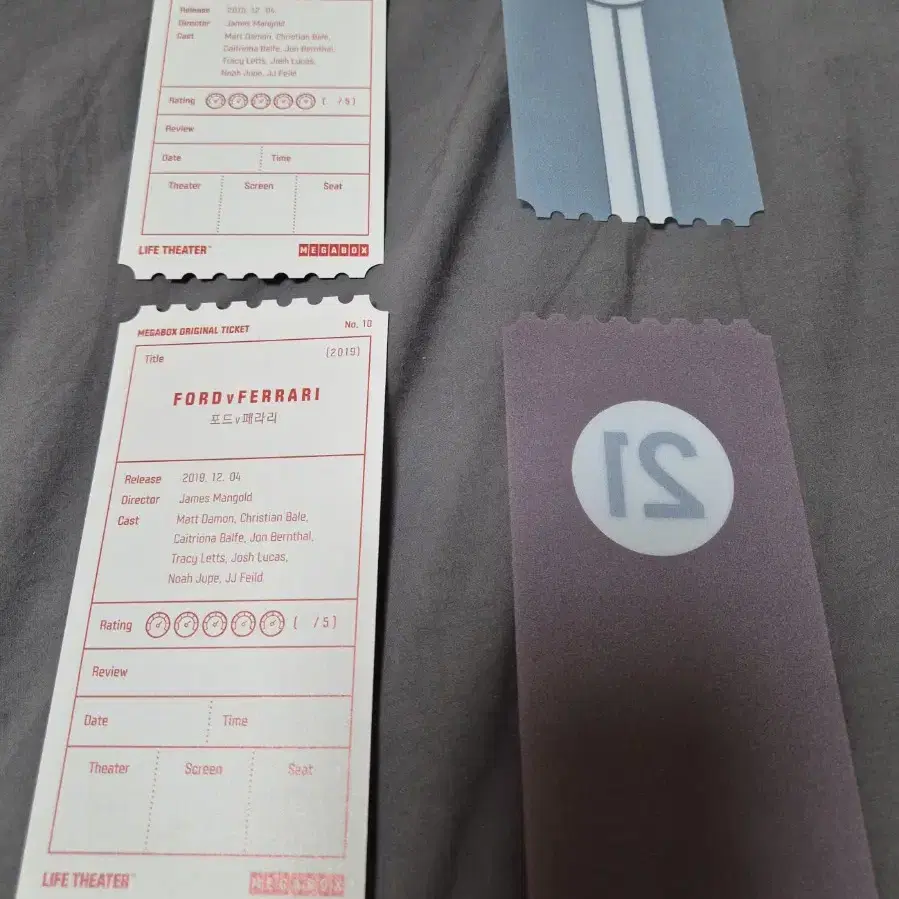 Release 2019. 12. 04
Director James Mangold
Cast Matt Damon, Christian Bale,
Caitriona Balfe, Jon Bernthal,
Tracy Letts, Josh Lucas,
Noah Jupe, JJ Feild
Rating ( /5)
Review
Date Time
Theater Screen Seat
LIFE THEATER™ MEGABOX
MEGABOX ORIGINAL TICKET No. 10
Title (2019)
FORD v FERRARI
포드 v 페라리
Release 2019. 12. 04
Director James Mangold
Cast Matt Damon, Christian Bale,
Caitriona Balfe, Jon Bernthal,
Tracy Letts, Josh Lucas,
Noah Jupe, JJ Feild
Rating ( /5)
Review
Date Time
Theater Screen Seat
LIFE THEATER™ MEGABOX
21